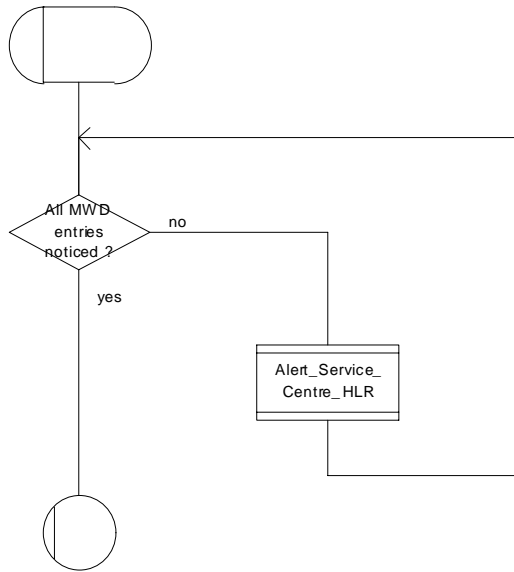 All MWD
entries
noticed ?
no
yes
Alert_Service_
Centre_HLR